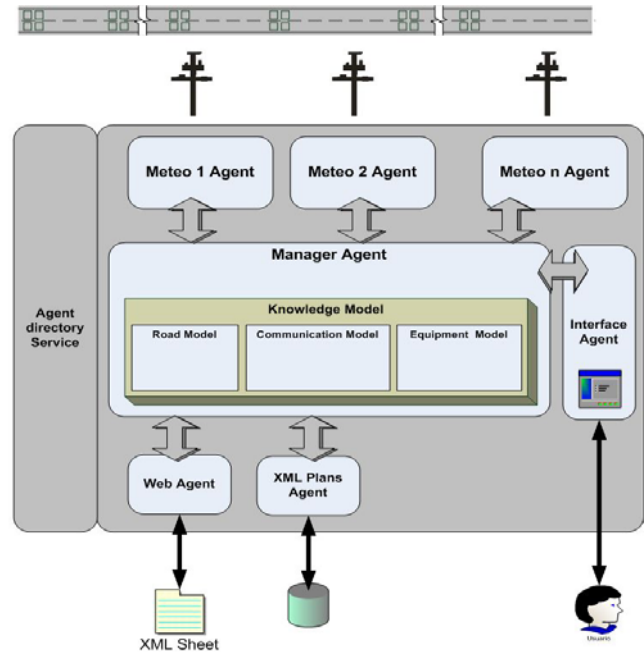 Meteo 1 Agent
Meteo 2 Agent
Meteo n Agent
Manager Agent
Knowledge Model
Road Model
Communication Model
Equipment Model
Agent
directory
Service
Interface
Agent
Web Agent
XML Plans
Agent
XML Sheet
Usuario